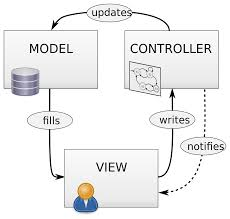 updates
MODEL
CONTROLLER
fills
writes
notifies
VIEW